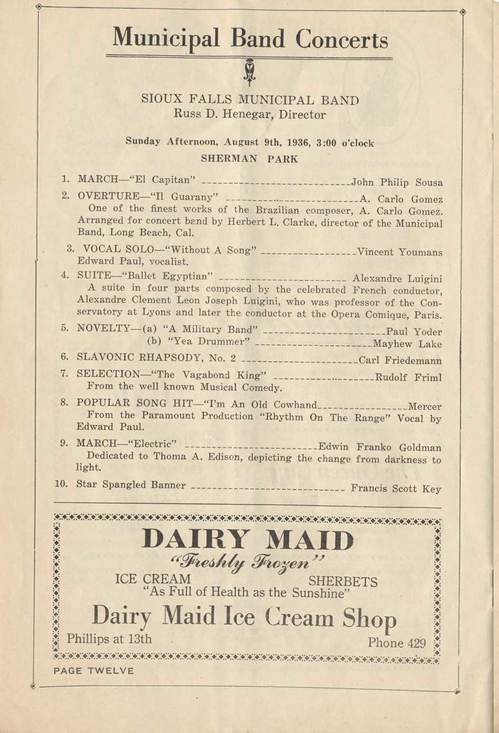 Municipal Band Concerts
SIOUX FALLS MUNICIPAL BAND
Russ D. Henegar, Director
Sunday Afternoon, August 9th, 1936, 3:00 o'clock
SHERMAN PARK
1. MARCH—"El Capitan" ---------------------------John Philip Sousa
2. OVERTURE—"Il Guarany" ---------------------------A. Carlo Gomez
One of the finest works of the Brazilian composer, A. Carlo Gomez.
Arranged for concert bend by Herbert L. Clarke, director of the Municipal
Band, Long Beach, Cal.
3. VOCAL SOLO—"Without A Song" ------------------Vincent Youmans
Edward Paul, vocalist.
4. SUITE—"Ballet Egyptian" ------------------------ Alexandre Luigini
A suite in four parts composed by the celebrated French conductor,
Alexandre Clement Leon Joseph Luigini, who was professor of the Con-
servatory at Lyons and later the conductor at the Opera Comique, Paris.
5. NOVELTY—(a) "A Military Band" ----------------------Paul Yoder
(b) "Yea Drummer" ----------------------Mayhew Lake
6. SLAVONIC RHAPSODY, No. 2 ---------------------Carl Friedemann
7. SELECTION—"The Vagabond King" ------------------Rudolf Friml
From the well known Musical Comedy.
8. POPULAR SONG HIT—"I'm An Old Cowhand----------------Mercer
From the Paramount Production "Rhythm On The Range" Vocal by
Edward Paul.
9. MARCH—"Electric" ------------------------Edwin Franko Goldman
Dedicated to Thoma A. Edison, depicting the change from darkness to
light.
10. Star Spangled Banner ---------------------------- Francis Scott Key
DAIRY MAID
"Freshly Frozen"
ICE CREAM SHERBETS
"As Full of Health as the Sunshine"
Dairy Maid Ice Cream Shop
Phillips at 13th Phone 429
PAGE TWELVE